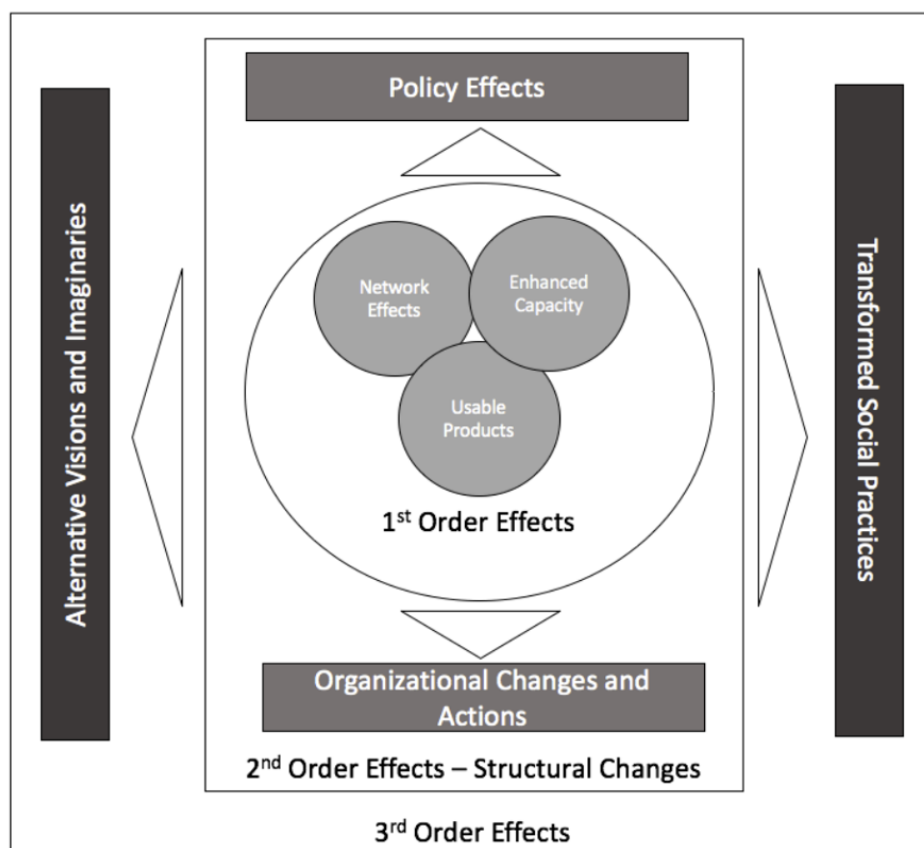 Policy Effects
Alternative Visions and Imaginaries
Transformed Social Practices
Network
Effects
Enhanced
Capacity
Usable
Products
1st Order Effects
Organizational Changes and
Actions
2nd Order Effects – Structural Changes
3rd Order Effects